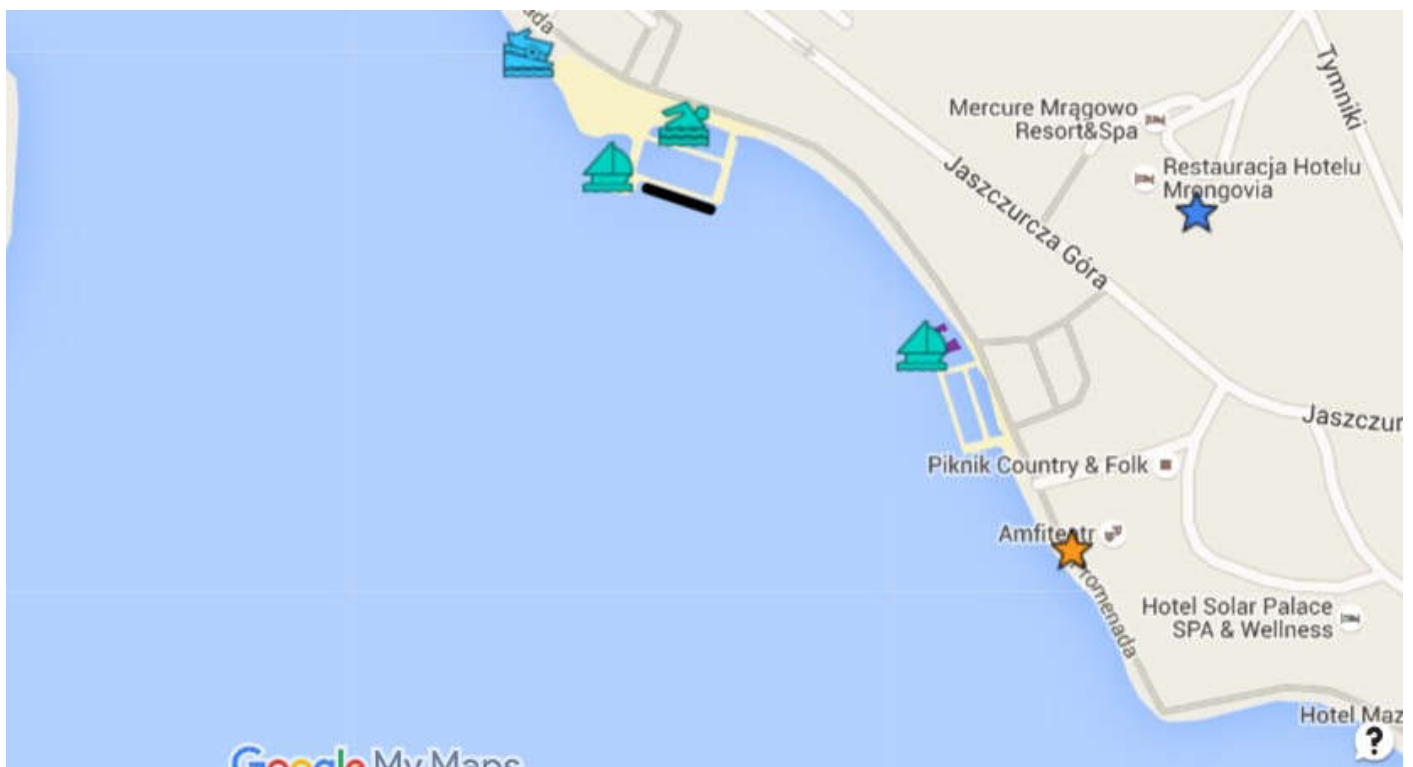 ada
Tymniki
Mercure Mrągowo
Resort&Spa
Restauracja Hotelu
Mrongovia
Jaszczurcza Góra
Jaszczur
Piknik Country & Folk
Amfiteatr
Promenada
Hotel Solar Palace
SPA & Wellness
Hotel Maz
?
Google My Maps